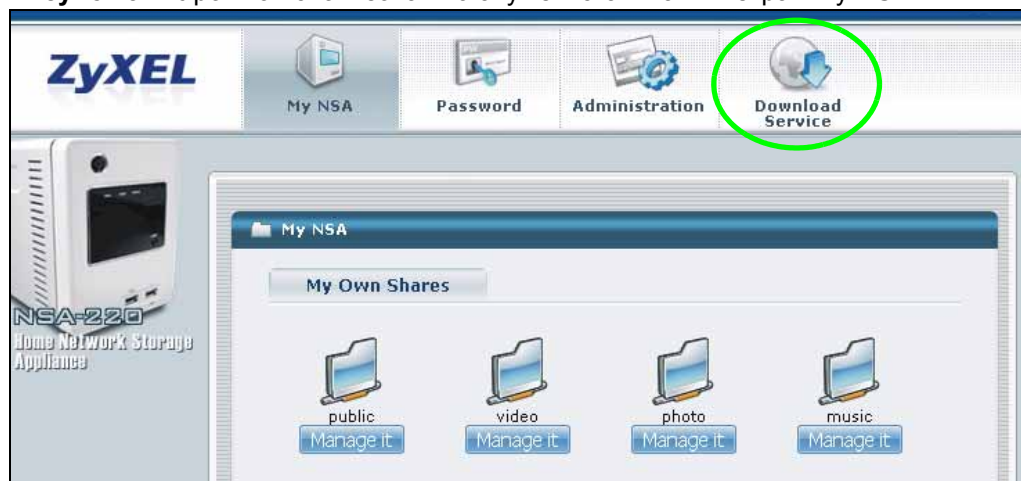 ZyXEL
My NSA
Password
Administration
Download
Service
My NSA
My Own Shares
NSA-220
Home Network Storage
Appliance
public
video
photo
music
Manage it
Manage it
Manage it
Manage it